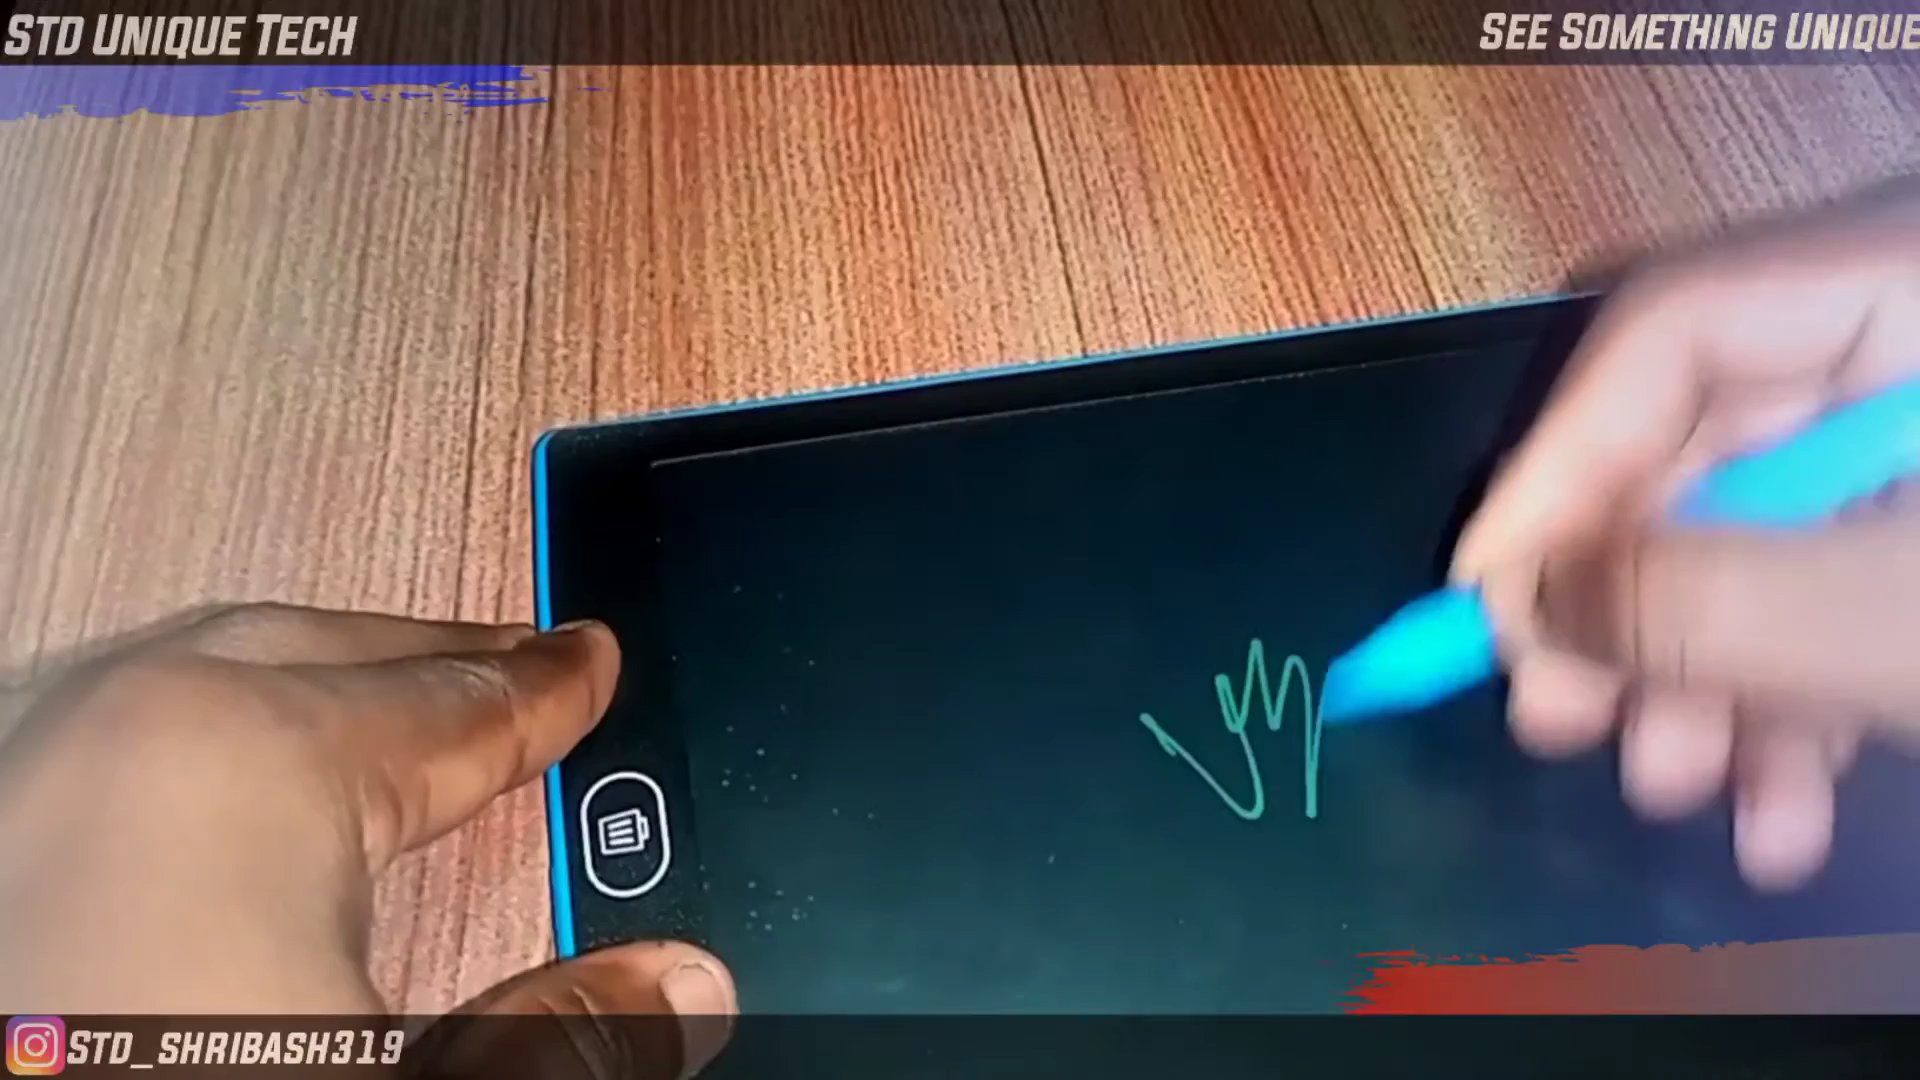 STD UNIQUE TECH
SEE SOMETHING UNIQUE
STD_SHRIBASH319